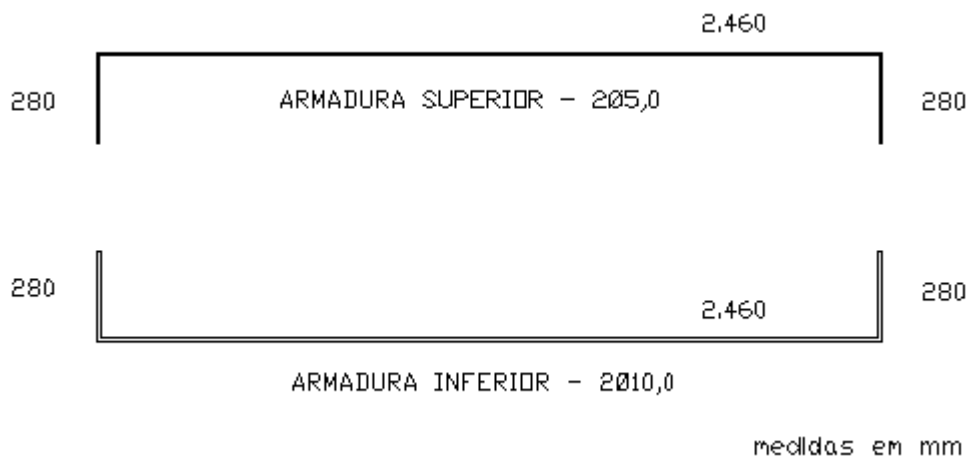 2.460
280 ARMADURA SUPERIOR - 2Ø5,0 280
280 280
2.460
ARMADURA INFERIOR - 2Ø10,0
medidas em mm